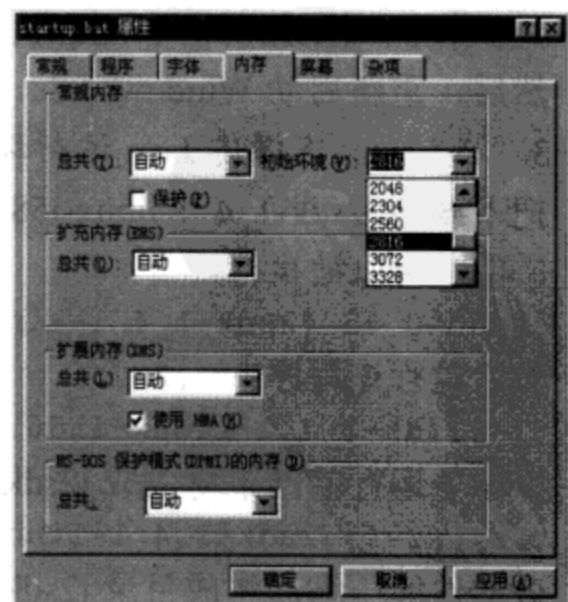 startup.bat 属性
常规 程序 字体 内存 屏幕 杂项
常规内存
总共(T): 自动 初始环境(V): 2816
保护(P)
2048
2304
2560
2816
3072
3328
扩充内存(EMS)
总共(O): 自动
扩展内存(XMS)
总共(L) 自动
使用 HMA(H)
MS-DOS 保护模式(DPMI)的内存(D)
总共 自动
确定 取消 应用(A)